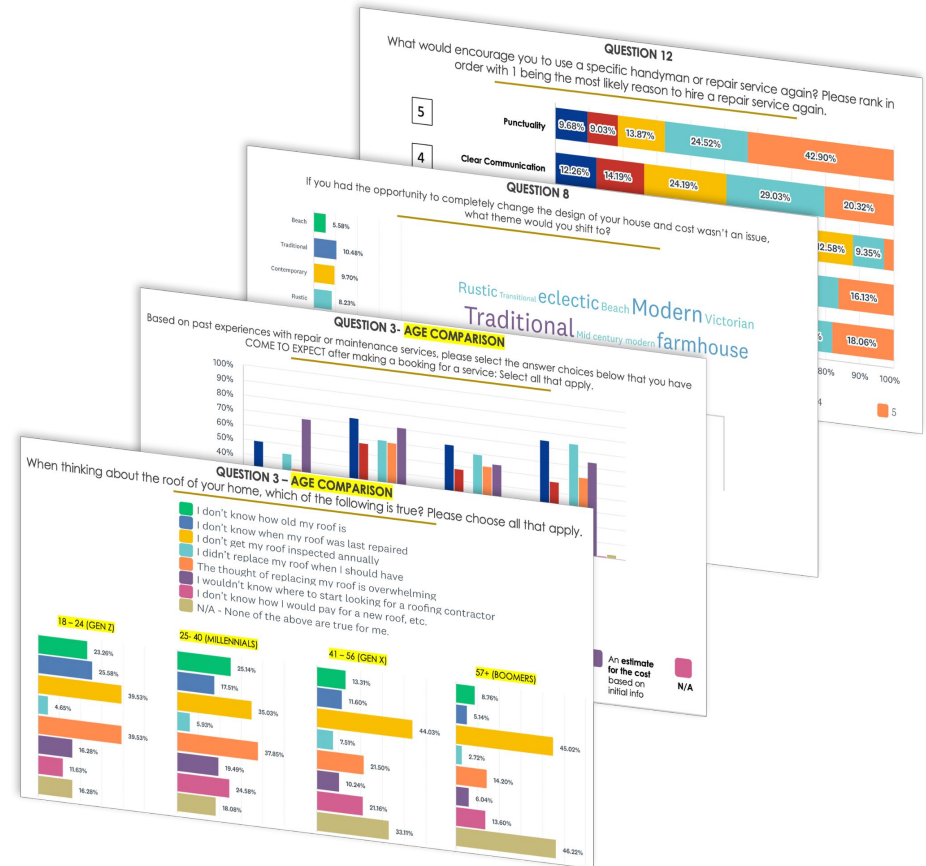 QUESTION 12
What would encourage you to use a specific handyman or repair service again? Please rank in
order with 1 being the most likely reason to hire a repair service again.
5
Punctuality
9.68%
9.03%
13.87%
24.52%
42.90%
4
Clear Communication
12.26%
14.19%
24.19%
29.03%
20.32%
12.58%
9.35%
16.13%
18.06%
80%
90%
100%
4
5
QUESTION 8
If you had the opportunity to completely change the design of your house and cost wasn't an issue,
what theme would you shift to?
Beach
5.58%
Traditional
10.48%
Contemporary
9.70%
Rustic
8.23%
Rustic Transitional eclectic Beach Modern Victorian
Traditional Mid century modern farmhouse
QUESTION 3- AGE COMPARISON
Based on past experiences with repair or maintenance services, please select the answer choices below that you have
COME TO EXPECT after making a booking for a service: Select all that apply.
100%
90%
80%
70%
60%
50%
40%
An estimate
for the cost
based on
initial info
N/A
QUESTION 3 – AGE COMPARISON
When thinking about the roof of your home, which of the following is true? Please choose all that apply.
I don't know how old my roof is
I don't know when my roof was last repaired
I don't get my roof inspected annually
I didn't replace my roof when I should have
The thought of replacing my roof is overwhelming
I wouldn't know where to start looking for a roofing contractor
I don't know how I would pay for a new roof, etc.
N/A - None of the above are true for me.
18 – 24 (GEN Z)
23.26%
25.58%
39.53%
4.65%
39.53%
16.28%
11.63%
16.28%
25- 40 (MILLENNIALS)
25.14%
17.51%
35.03%
5.93%
37.85%
19.49%
24.58%
18.08%
41 – 56 (GEN X)
13.31%
11.60%
44.03%
7.51%
21.50%
10.24%
21.16%
33.11%
57+ (BOOMERS)
8.76%
5.14%
45.02%
2.72%
14.20%
6.04%
13.60%
46.22%